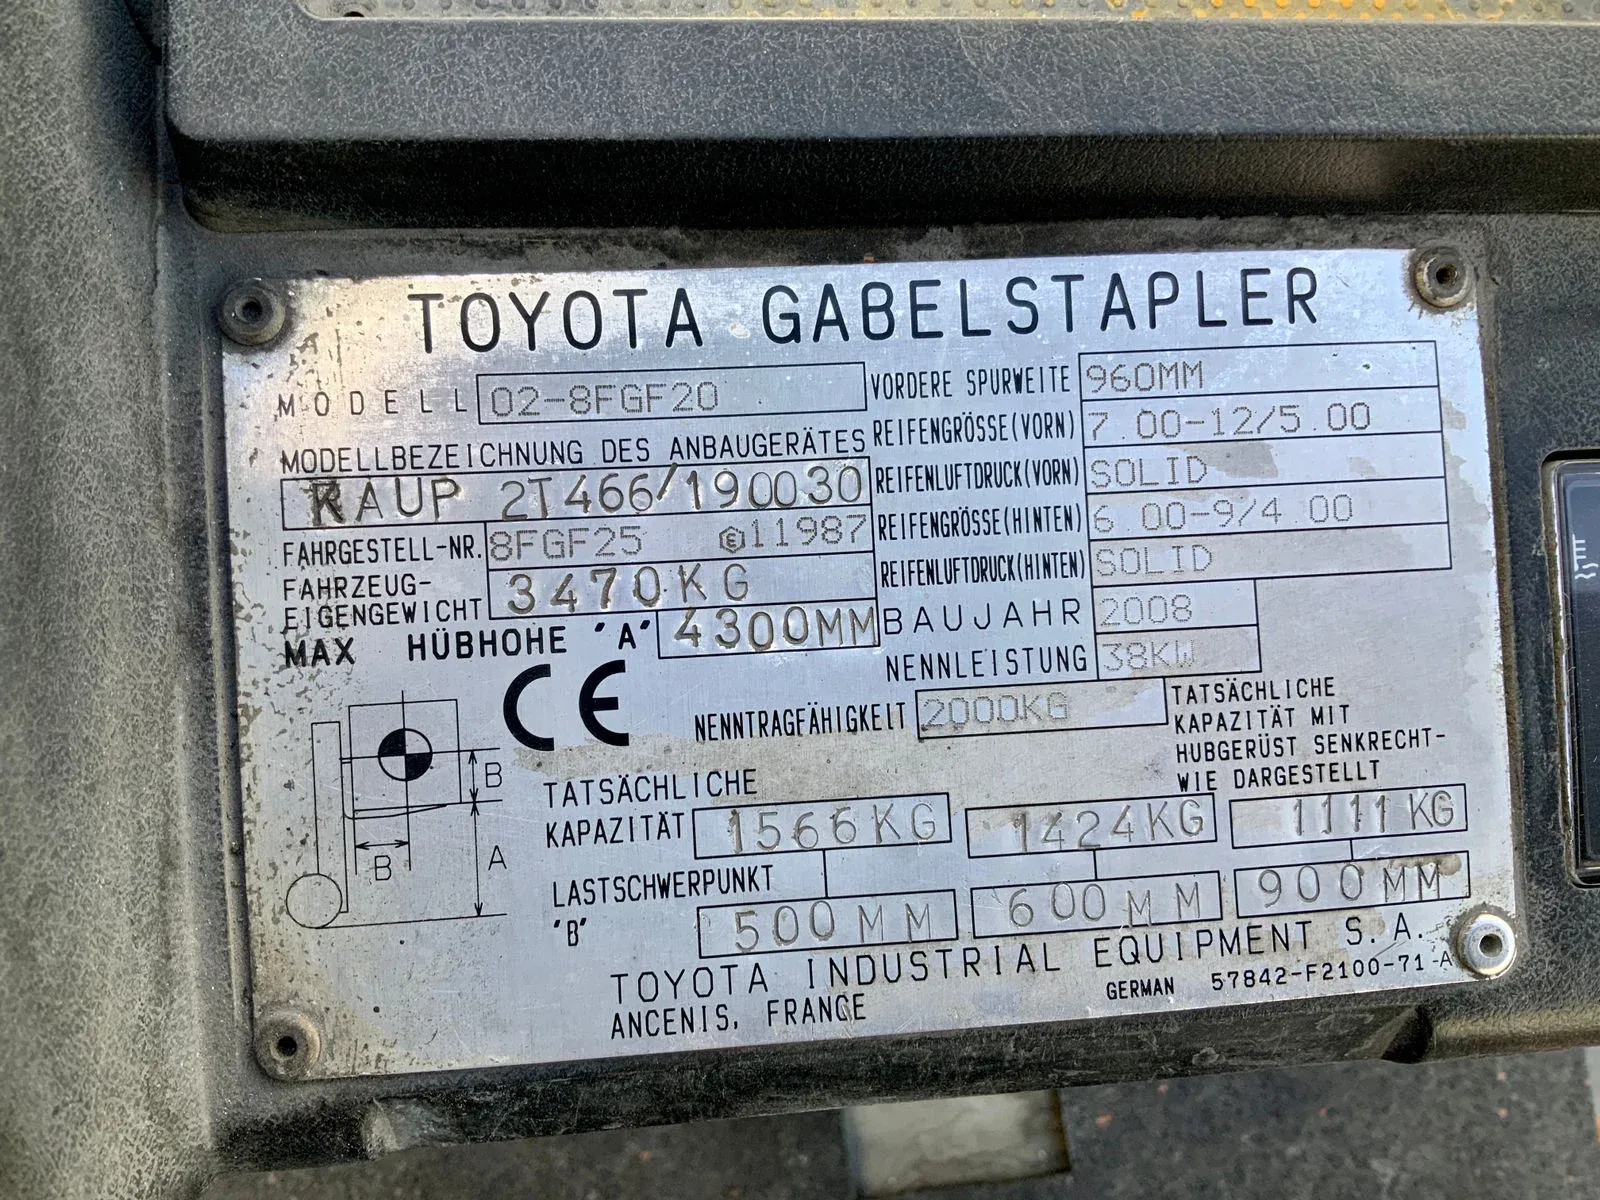 TOYOTA GABELSTAPLER
MODELL 02-8FGF20
MODELLBEZEICHNUNG DES ANBAUGERÄTES
KAUP 2T466/190030
FAHRGESTELL-NR. 8FGF25 E11987
FAHRZEUG-
EIGENGEWICHT 3470KG
MAX HÜBHÖHE "A" 4300MM
VORDERE SPURWEITE 960MM
REIFENGRÖSSE(VORN) 7.00-12/5.00
REIFENLUFTDRUCK(VORN) SOLID
REIFENGRÖSSE(HINTEN) 6.00-9/4.00
REIFENLUFTDRUCK(HINTEN) SOLID
BAUJAHR 2008
NENNLEISTUNG 38KW
CE
NENNTRAGFÄHIGKEIT 2000KG
TATSÄCHLICHE
KAPAZITÄT MIT
HUBGERÜST SENKRECHT-
WIE DARGESTELLT
B
B
A
TATSÄCHLICHE
KAPAZITÄT 1566KG 1424KG 1111KG
LASTSCHWERPUNKT
"B" 500MM 600MM 900MM
TOYOTA INDUSTRIAL EQUIPMENT S.A.
ANCENIS, FRANCE
GERMAN 57842-F2100-71-A